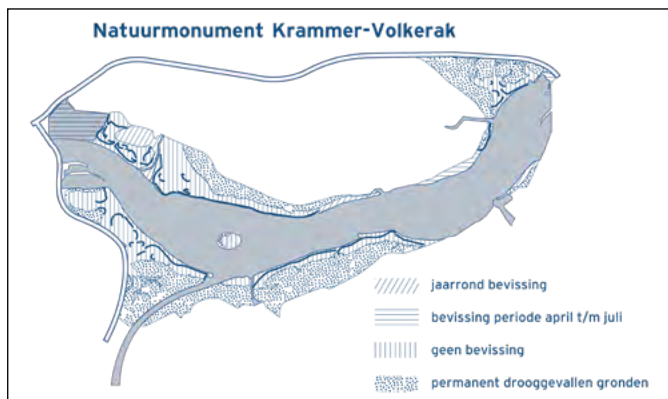 Natuurmonument Krammer-Volkerak
jaarrond bevissing
bevissing periode april t/m juli
geen bevissing
permanent drooggevallen gronden